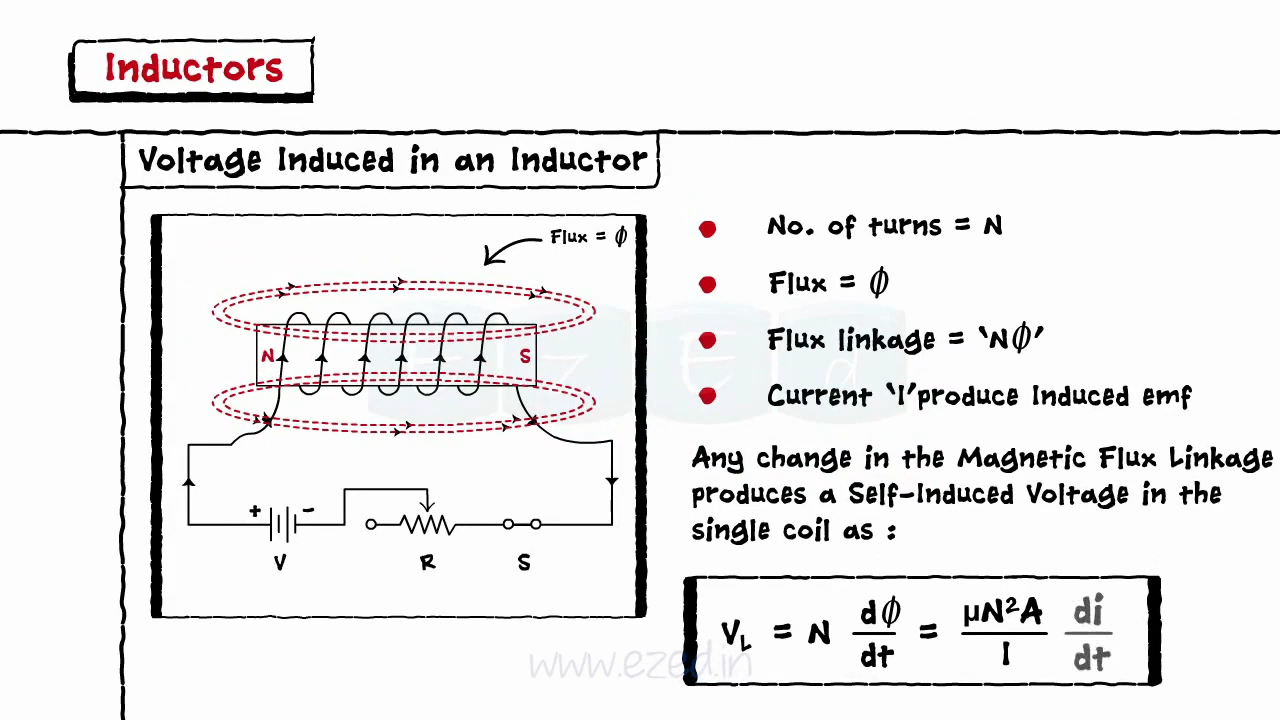 Inductors
Voltage Induced in an Inductor
Flux = ϕ
N S
+ -
V R S
No. of turns = N
Flux = ϕ
Flux linkage = ‘Nϕ’
Current ‘I’produce Induced emf
Any change in the Magnetic Flux Linkage
produces a Self-Induced Voltage in the
single coil as :
V_L = N dϕ/dt = μN²A/l di/dt
EzEd
www.ezed.in